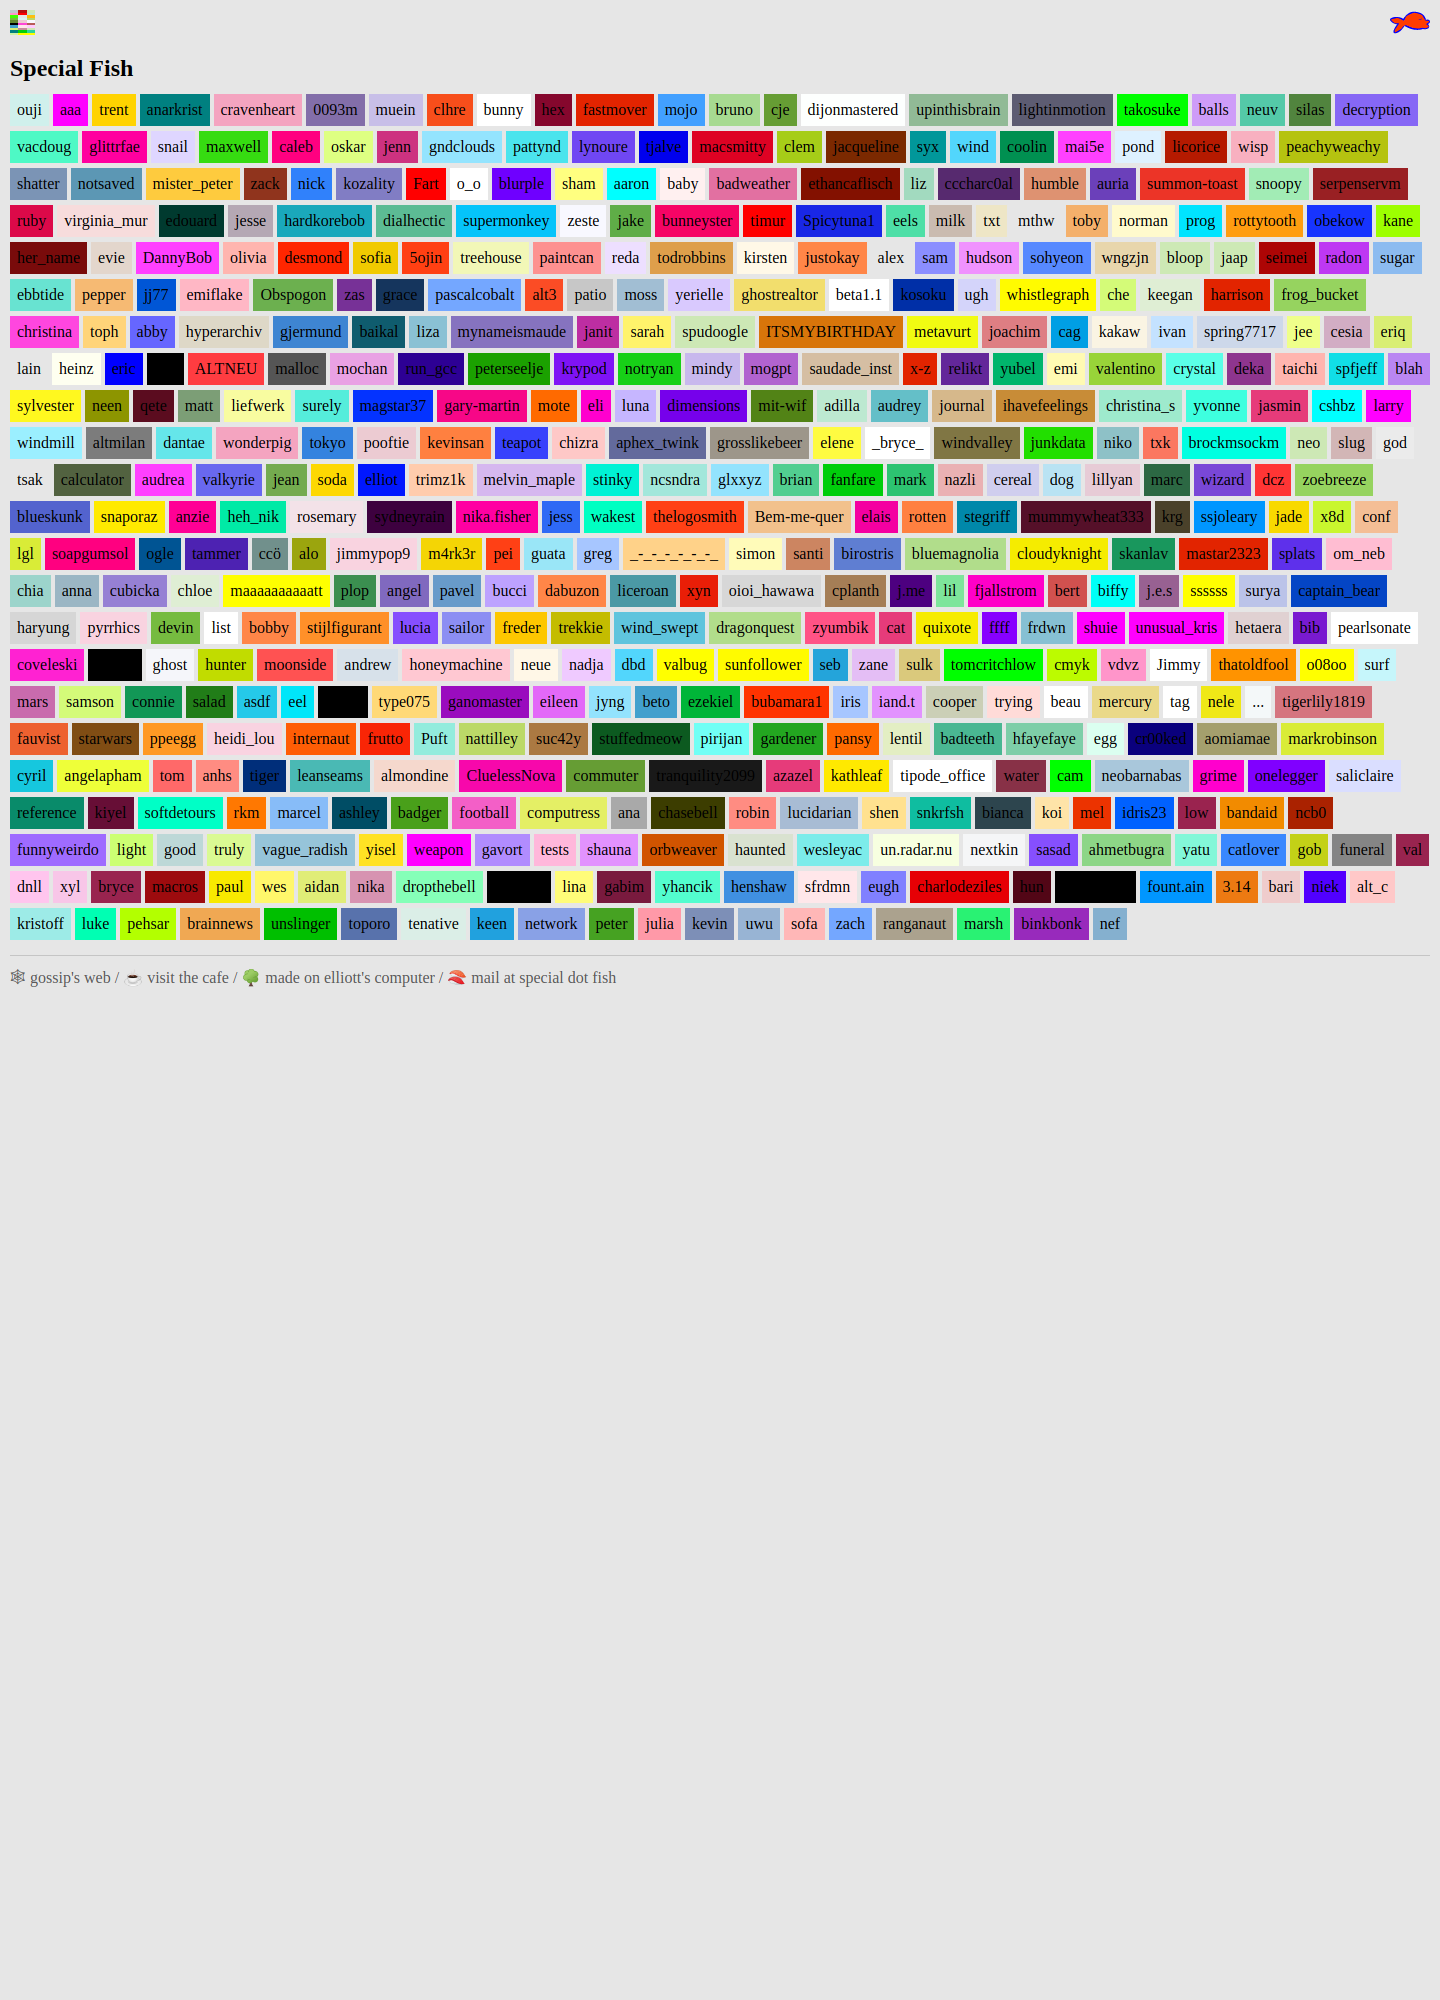 Special Fish
ouji aaa trent anarkrist cravenheart 0093m muein clhre bunny hex fastmover mojo bruno cje dijonmastered upinthisbrain lightinmotion takosuke balls neuv silas decryption
vacdoug glittrfae snail maxwell caleb oskar jenn gndclouds pattynd lynoure macsmitty clem jacqueline syx wind coolin mai5e pond licorice wisp peachyweachy
shatter notsaved mister_peter zack nick kozality Fart o_o blurple sham aaron baby badweather ethancaflisch liz cccharc0al humble auria summon-toast snoopy serpenservm
ruby virginia_mur edouard jesse hardkorebob dialhectic supermonkey zeste jake bunneyster timur Spicytuna1 eels milk txt mthw toby norman prog rottytooth obekow kane
her_name evie DannyBob olivia desmond sofia 5ojin treehouse paintcan reda todrobbins kirsten justokay alex sam hudson sohyeon wngzjn bloop jaap seimei radon sugar
ebbtide pepper jj77 emiflake Obspogon zas grace pascalcobalt alt3 patio moss yerielle ghostrealtor beta1.1 kosoku ugh whistlegraph che keegan harrison frog_bucket
christina toph abby hyperarchiv gjermund baikal liza mynameismaude janit sarah spudoogle ITSMYBIRTHDAY metavurt joachim cag kakaw ivan spring7717 jee cesia eriq
lain heinz eric ALTNEU malloc mochan run_gcc peterseelje krypod notryan mindy mogpt saudade_inst x-z relikt yubel emi valentino crystal deka taichi spfjeff blah
sylvester neen qete matt liefwerk surely magstar37 gary-martin mote eli luna dimensions mit-wif adilla audrey journal ihavefeelings christina_s yvonne jasmin cshbz larry
windmill altmilan dantae wonderpig tokyo pooftie kevinsan teapot chizra aphex_twink grosslikebeer elene _bryce_ windvalley junkdata niko txk brockmsockm neo slug god
tsak calculator audrea valkyrie jean soda elliot trimz1k melvin_maple stinky ncsndra glxxyz brian fanfare mark nazli cereal dog lillyan marc wizard dcz zoebreeze
blueskunk snaporaz anzie heh_nik rosemary sydneyrain nika.fisher jess wakest thelogosmith Bem-me-quer elais rotten stegriff mummywheat333 krg ssjoleary jade x8d conf
lgl soapgumsol ogle tammer ccö alo jimmypop9 m4rk3r pei guata greg _-_-_-_-_-_-_ simon santi birostris bluemagnolia cloudyknight skanlav mastar2323 splats om_neb
chia anna cubicka chloe maaaaaaaaaatt plop angel pavel bucci dabuzon liceroan xyn oioi_hawawa cplanth j.me lil fjallstrom bert biffy j.e.s ssssss surya captain_bear
haryung pyrrhics devin list bobby stijlfigurant lucia sailor freder trekkie wind_swept dragonquest zyumbik cat quixote ffff frdwn shuie unusual_kris hetaera bib pearlsonate
coveleski ghost hunter moonside andrew honeymachine neue nadja dbd valbug sunfollower seb zane sulk tomcritchlow cmyk vdvz Jimmy thatoldfool o08oo surf
mars samson connie salad asdf eel type075 ganomaster eileen jyng beto ezekiel bubamara1 iris iand.t cooper trying beau mercury tag nele ... tigerlily1819
fauvist starwars ppeegg heidi_lou internaut frutto Puft nattilley suc42y stuffedmeow pirijan gardener pansy lentil badteeth hfayefaye egg cr00ked aomiamae markrobinson
cyril angelapham tom anhs tiger leanseams almondine CluelessNova commuter tranquility2099 azazel kathleaf tipode_office water cam neobarnabas grime onelegger saliclaire
reference kiyel softdetours rkm marcel ashley badger football computress ana chasebell robin lucidarian shen snkrfsh bianca koi mel idris23 low bandaid ncb0
funnyweirdo light good truly vague_radish yisel weapon gavort tests shauna orbweaver haunted wesleyac un.radar.nu nextkin sasad ahmetbugra yatu catlover gob funeral val
dnll xyl bryce macros paul wes aidan nika dropthebell lina gabim yhancik henshaw sfrdmn eugh charlodeziles hun fount.ain 3.14 bari niek alt_c
kristoff luke pehsar brainnews unslinger toporo tenative keen network peter julia kevin uwu sofa zach ranganaut marsh binkbonk nef
gossip's web / visit the cafe / made on elliott's computer / mail at special dot fish